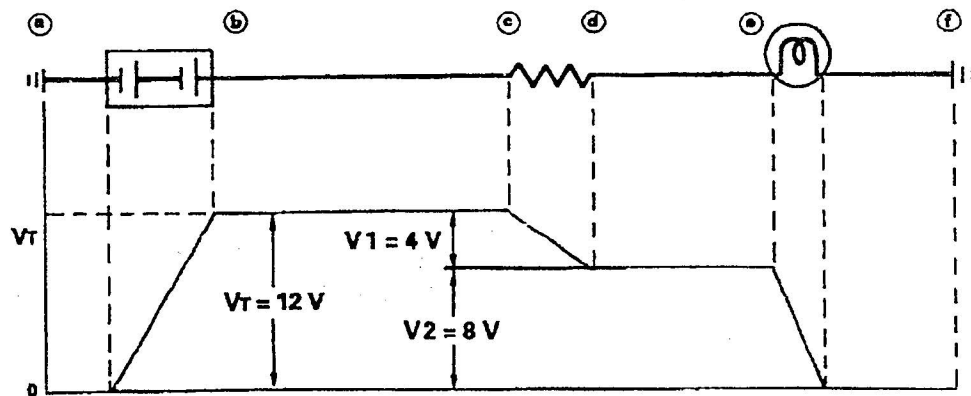 a b c d e f
V1 = 4 V
VT
VT = 12 V
V2 = 8 V
0